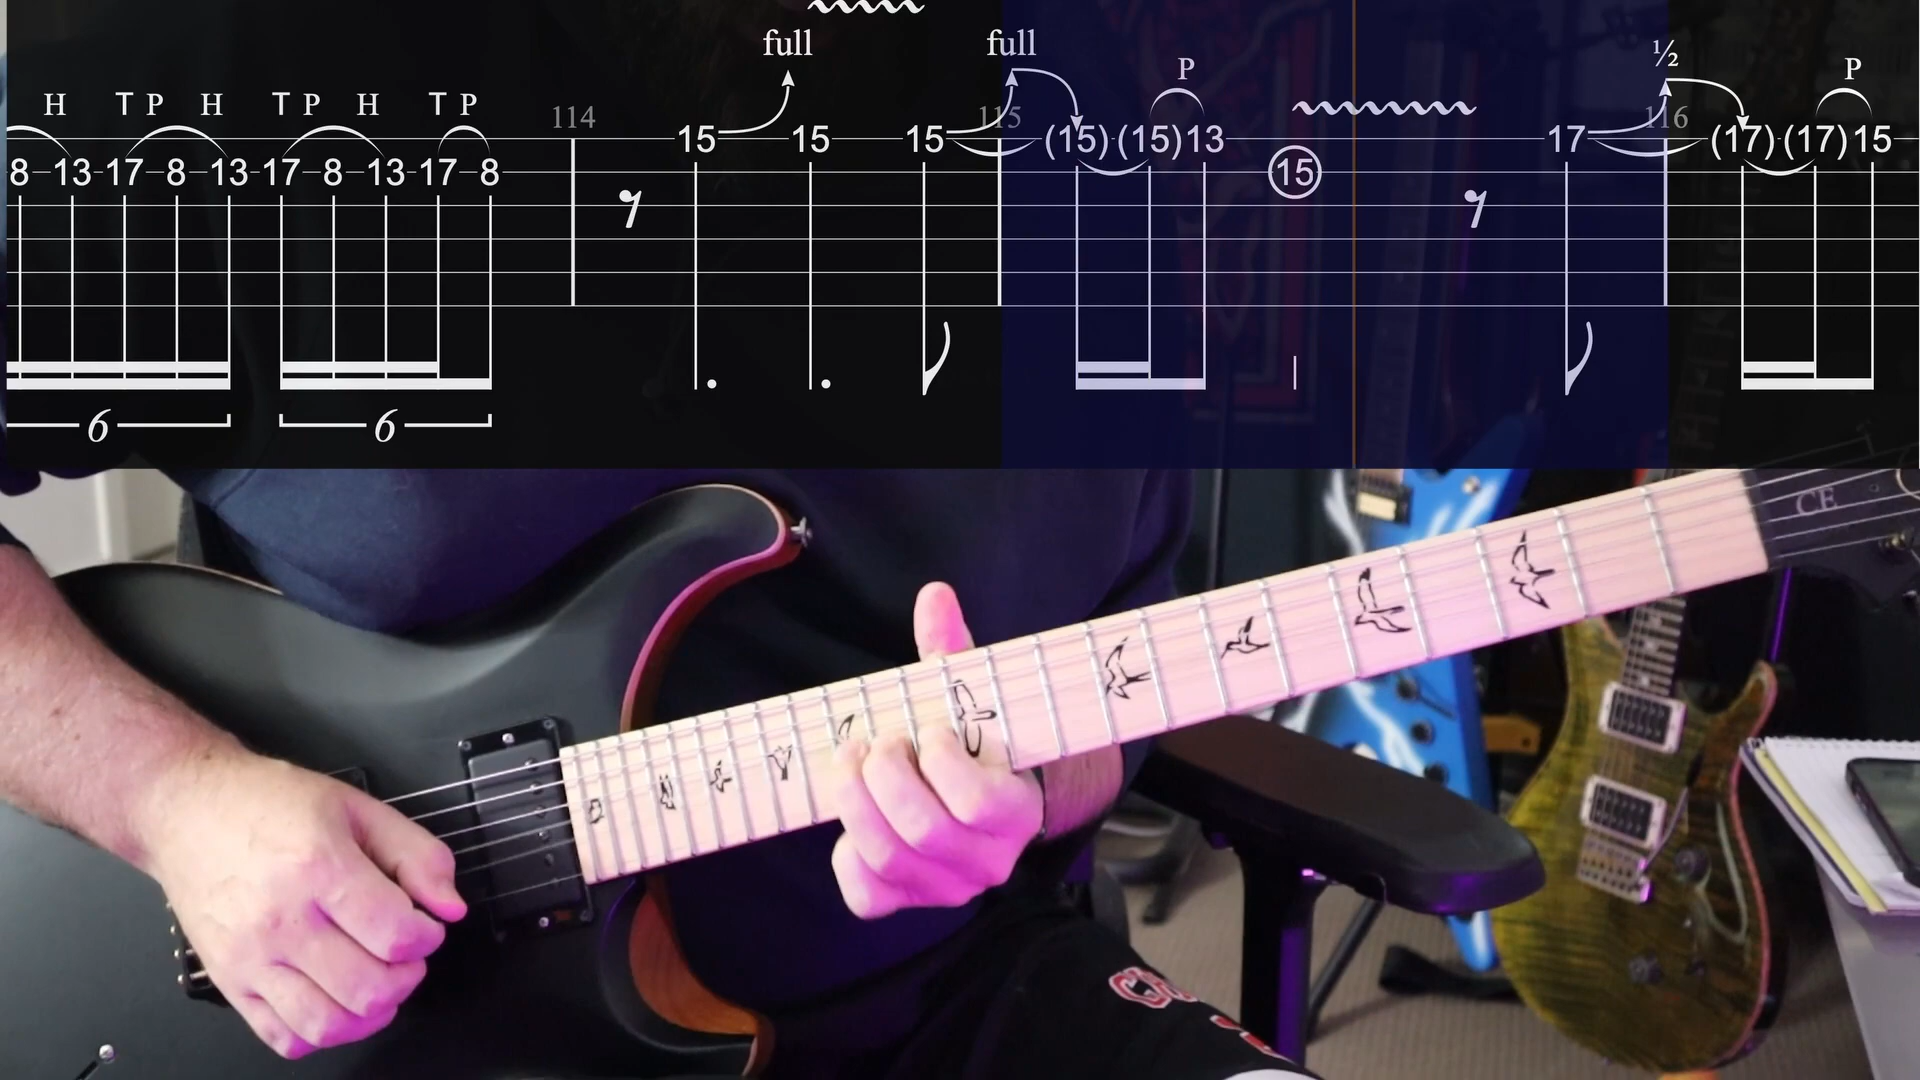 full full ½
H T P H T P H T P P P
114 115 116
15 15 15 (15) (15) 13 17 (17) (17) 15
8 13 17 8 13 17 8 13 17 8 15
6 6
CE